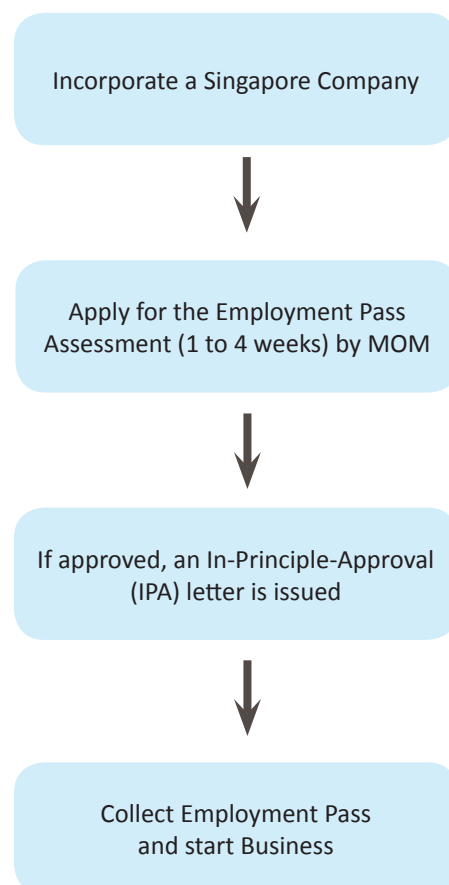 Incorporate a Singapore Company
Apply for the Employment Pass
Assessment (1 to 4 weeks) by MOM
If approved, an In-Principle-Approval
(IPA) letter is issued
Collect Employment Pass
and start Business